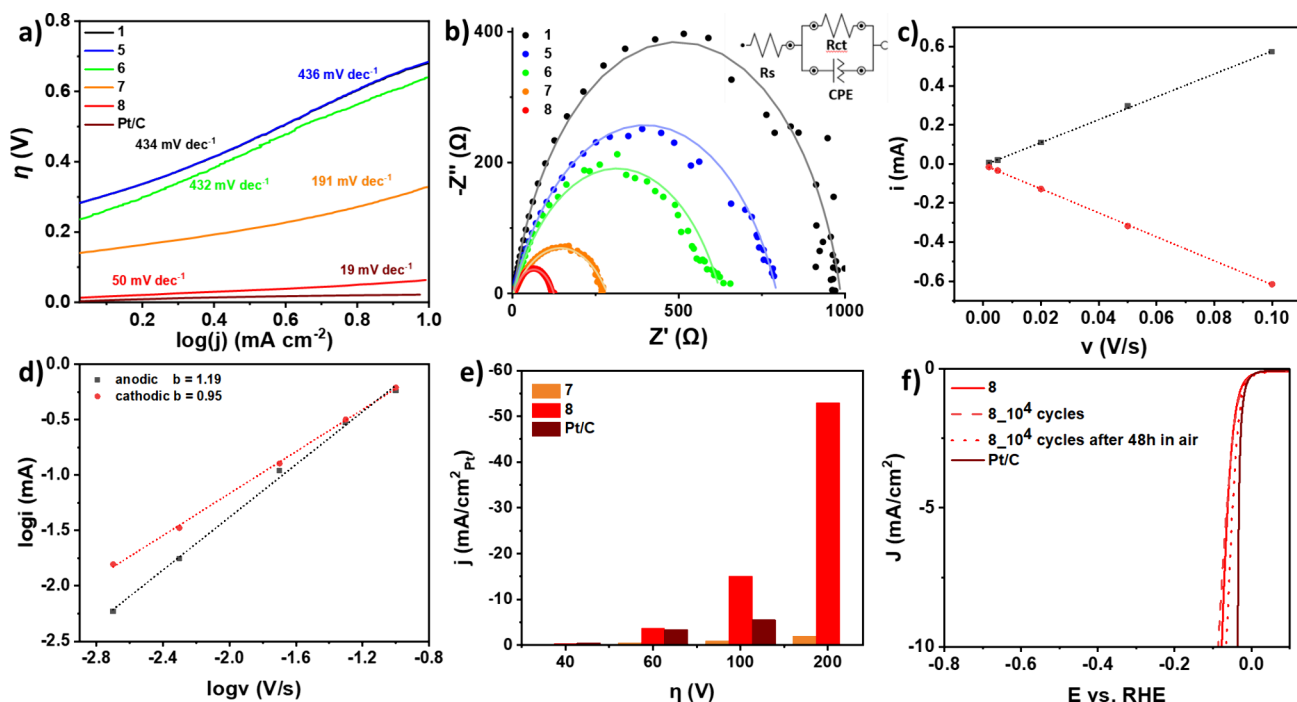 a)
1
5
6
7
8
Pt/C
436 mV dec⁻¹
434 mV dec⁻¹
432 mV dec⁻¹
191 mV dec⁻¹
50 mV dec⁻¹
19 mV dec⁻¹
η (V)
0.8
0.6
0.4
0.2
0.0
0.2 0.4 0.6 0.8 1.0
log(j) (mA cm⁻²)
b)
1
5
6
7
8
Rs
Rct
CPE
-Z'' (Ω)
-400
-200
0
0 500 1000
Z' (Ω)
c)
i (mA)
0.6
0.4
0.2
0.0
-0.2
-0.4
-0.6
0.00 0.02 0.04 0.06 0.08 0.10
v (V/s)
d)
anodic b = 1.19
cathodic b = 0.95
logi (mA)
0.0
-0.5
-1.0
-1.5
-2.0
-2.5
-2.8 -2.4 -2.0 -1.6 -1.2 -0.8
logv (V/s)
e)
7
8
Pt/C
j (mA/cm²Pt)
-60
-50
-40
-30
-20
-10
0
40 60 100 200
η (V)
f)
8
8_10⁴ cycles
8_10⁴ cycles after 48h in air
Pt/C
J (mA/cm²)
0
-5
-10
-0.8 -0.6 -0.4 -0.2 0.0
E vs. RHE